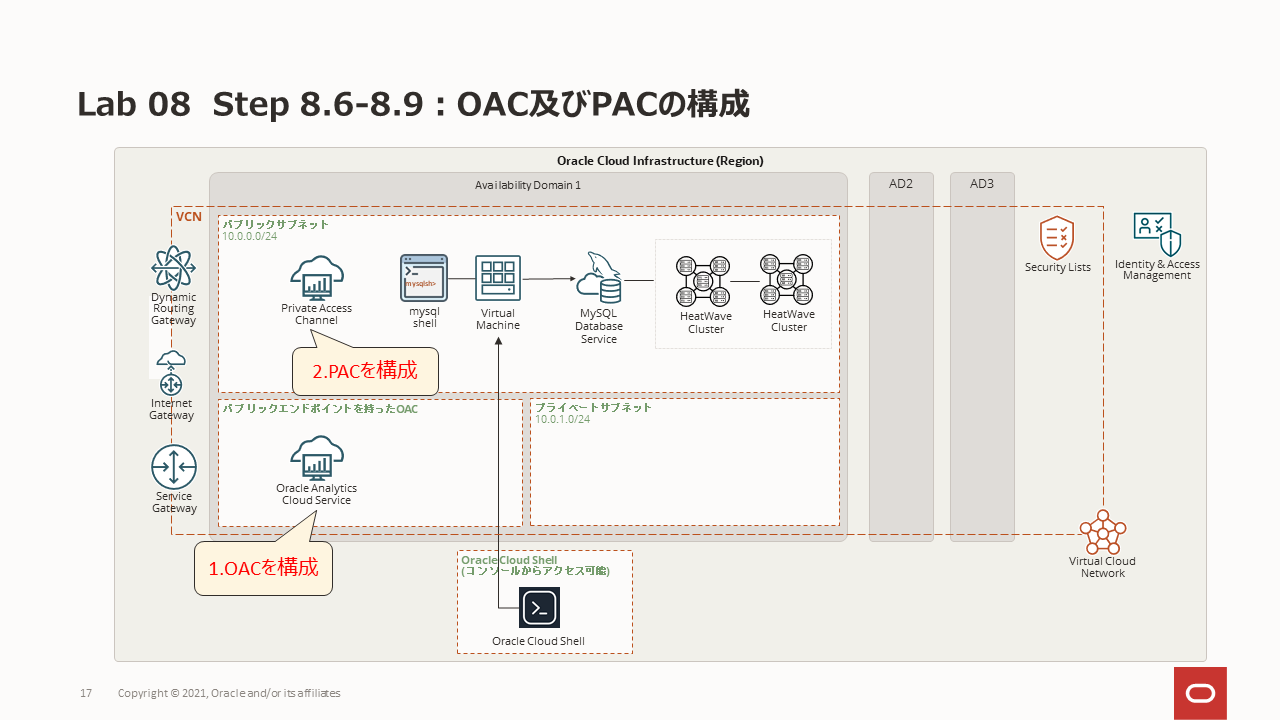 Lab 08 Step 8.6-8.9 : OAC及びPACの構成
Oracle Cloud Infrastructure (Region)
Availability Domain 1
AD2
AD3
VCN
パブリックサブネット
10.0.0.0/24
Security Lists
Identity & Access
Management
Dynamic
Routing
Gateway
Private Access
Channel
mysqlsh>
mysql
shell
Virtual
Machine
MySQL
Database
Service
HeatWave
Cluster
HeatWave
Cluster
2.PACを構成
Internet
Gateway
パブリックエンドポイントを持ったOAC
プライベートサブネット
10.0.1.0/24
Oracle Analytics
Cloud Service
Service
Gateway
1.OACを構成
Oracle Cloud Shell
(コンソールからアクセス可能)
Oracle Cloud Shell
Virtual Cloud
Network
17 Copyright © 2021, Oracle and/or its affiliates